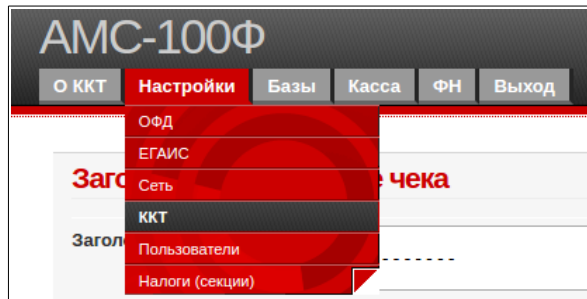 АМС-100Ф
О ККТ Настройки Базы Касса ФН Выход
ОФД
ЕГАИС
Сеть
ККТ
Пользователи
Налоги (секции)
чека
-------